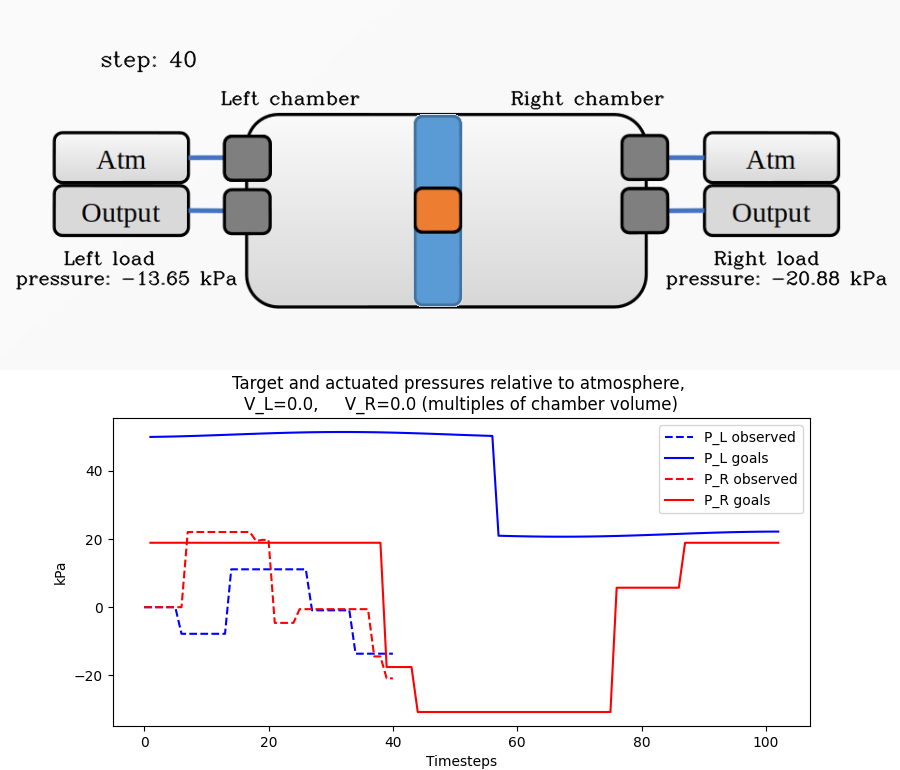 step: 40
Left chamber
Right chamber
Atm
Atm
Output
Output
Left load
pressure: −13.65 kPa
Right load
pressure: −20.88 kPa
Target and actuated pressures relative to atmosphere,
V_L=0.0, V_R=0.0 (multiples of chamber volume)
P_L observed
P_L goals
P_R observed
P_R goals
kPa
40
20
0
−20
0 20 40 60 80 100
Timesteps